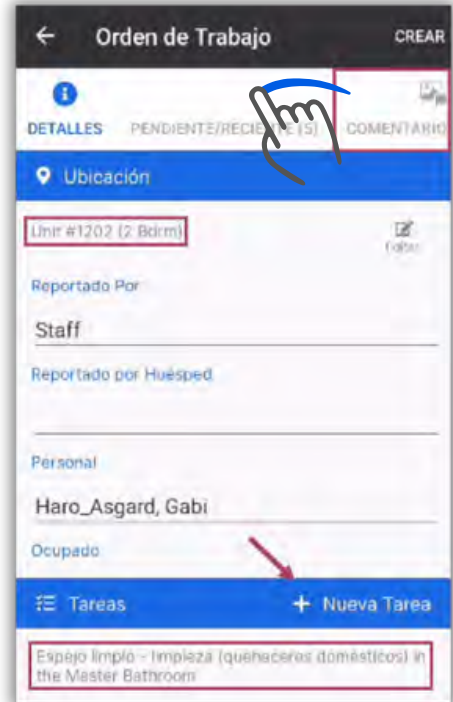 Orden de Trabajo CREAR
DETALLES PENDIENTE/RECIENTE (5) COMENTARIO
Ubicación
Unit #1202 (2 Bdrm)
Editar
Reportado Por
Staff
Reportado por Huésped
Personal
Haro_Asgard, Gabi
Ocupado
Tareas + Nueva Tarea
Espejo limpio - limpieza (quehaceres domésticos) in
the Master Bathroom